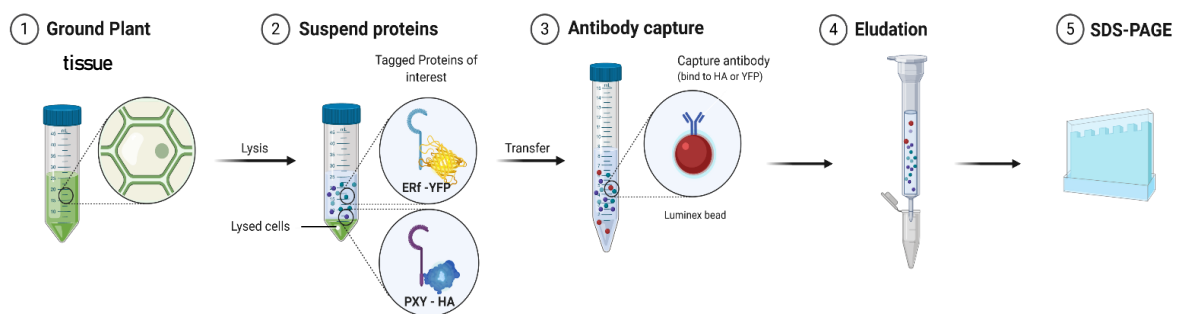 1 Ground Plant
tissue
2 Suspend proteins
3 Antibody capture
4 Eludation
5 SDS-PAGE
Tagged Proteins of
interest
Capture antibody
(bind to HA or YFP)
Lysis
Transfer
ERf -YFP
Lysed cells
Luminex bead
PXY - HA